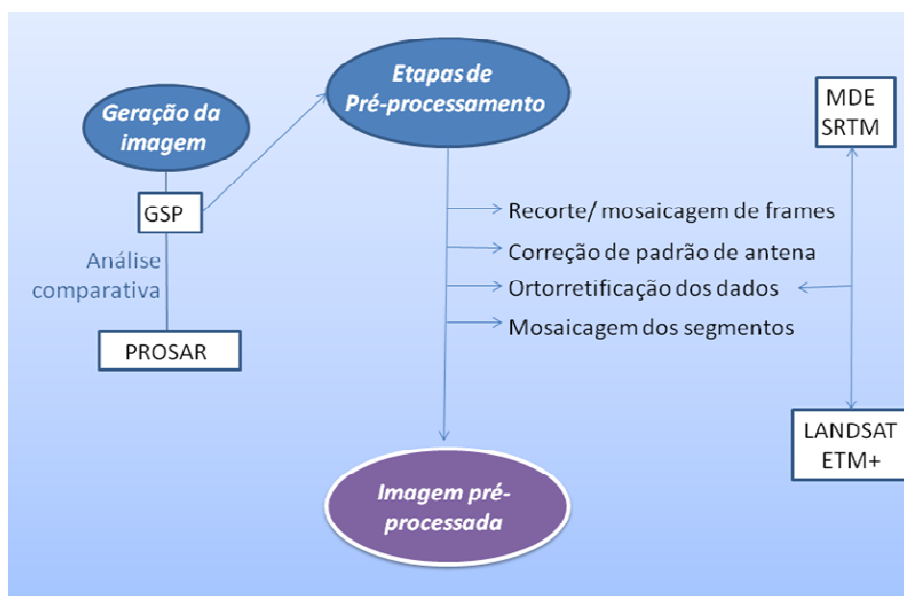 Geração da
imagem
GSP
Análise
comparativa
PROSAR
Etapas de
Pré-processamento
Recorte/ mosaicagem de frames
Correção de padrão de antena
Ortorretificação dos dados
Mosaicagem dos segmentos
Imagem pré-
processada
MDE
SRTM
LANDSAT
ETM+